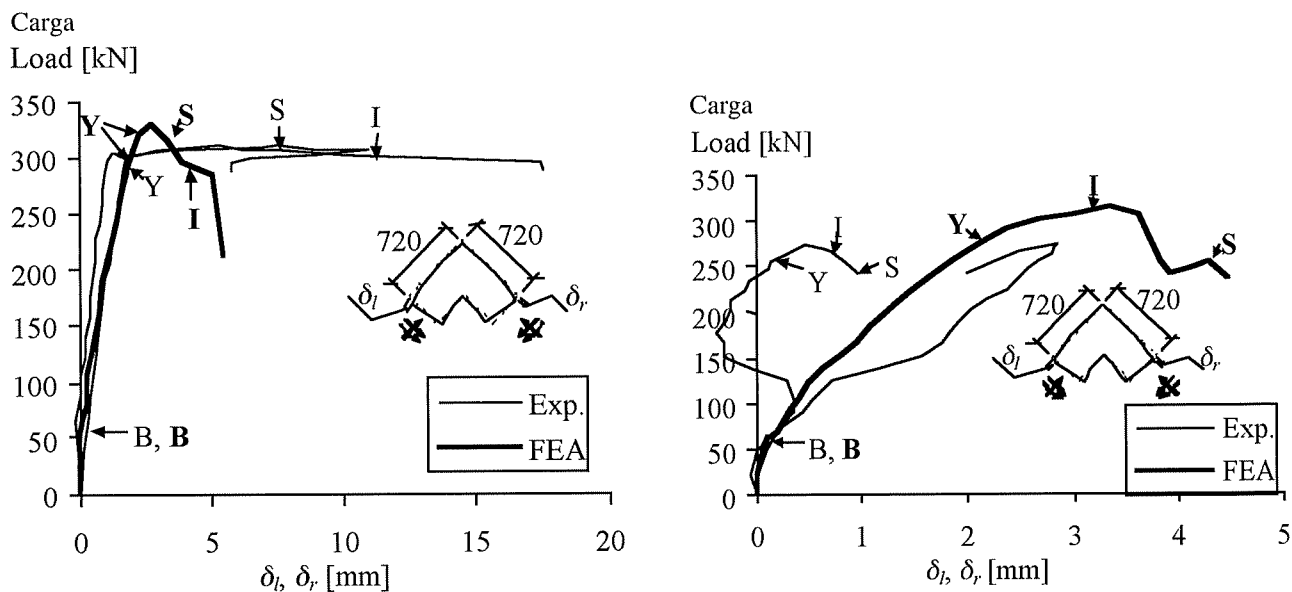 Carga
Load [kN]
350
300
250
200
150
100
50
0
Y
S
S
I
Y
I
720
720
δl
δr
B, B
Exp.
FEA
0
5
10
15
20
δl, δr [mm]
Carga
Load [kN]
350
300
250
200
150
100
50
0
I
Y
I
Y
S
S
720
720
δl
δr
B, B
Exp.
FEA
0
1
2
3
4
5
δl, δr [mm]